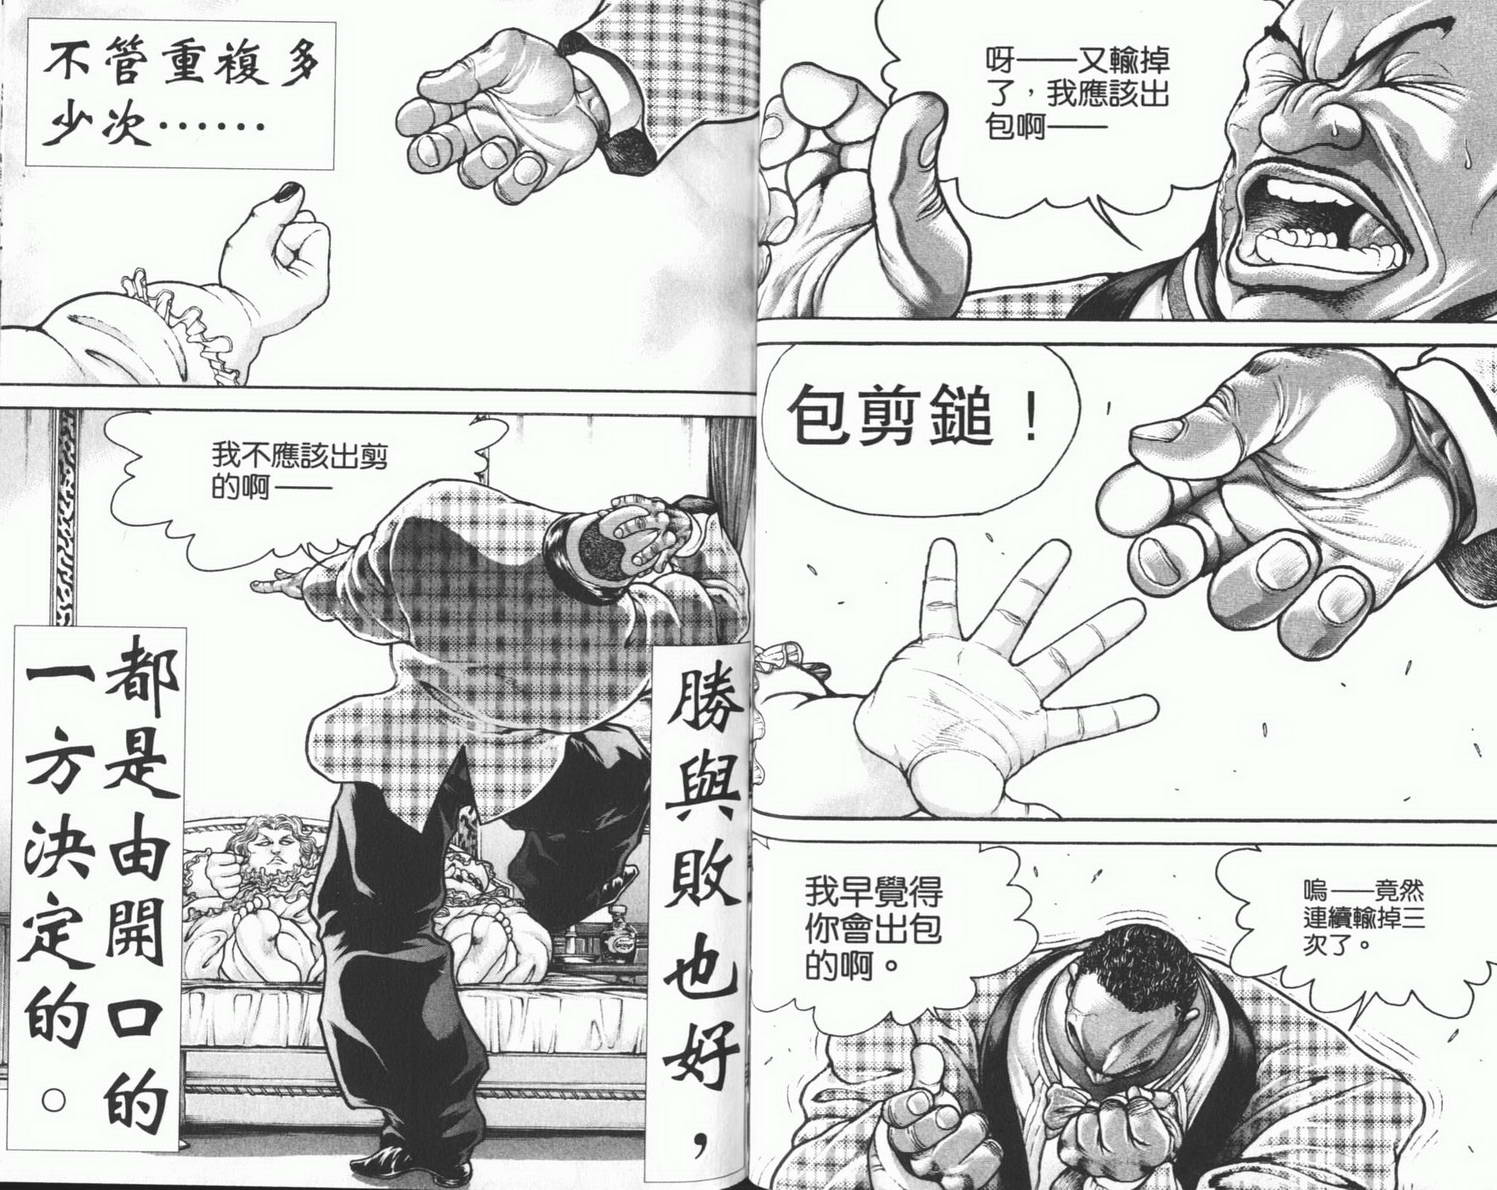 呀——又輸掉
了，我應該出
包啊——
包剪鎚！
嗚——竟然
連續輸掉三
次了。
我早覺得
你會出包
的啊。
不管重複多
少次……
我不應該出剪
的啊——
勝與敗也好，
都是由開口的
一方決定的。